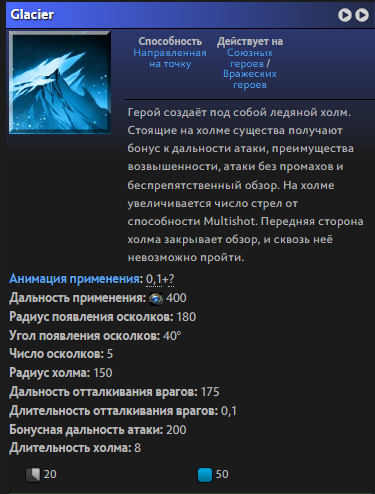 Glacier
Способность
Направленная
на точку
Действует на
Союзных
героев /
Вражеских
героев
Герой создаёт под собой ледяной холм.
Стоящие на холме существа получают
бонус к дальности атаки, преимущества
возвышенности, атаки без промахов и
беспрепятственный обзор. На холме
увеличивается число стрел от
способности Multishot. Передняя сторона
холма закрывает обзор, и сквозь неё
невозможно пройти.
Анимация применения: 0,1+?
Дальность применения: 400
Радиус появления осколков: 180
Угол появления осколков: 40°
Число осколков: 5
Радиус холма: 150
Дальность отталкивания врагов: 175
Длительность отталкивания врагов: 0,1
Бонусная дальность атаки: 200
Длительность холма: 8
20 50